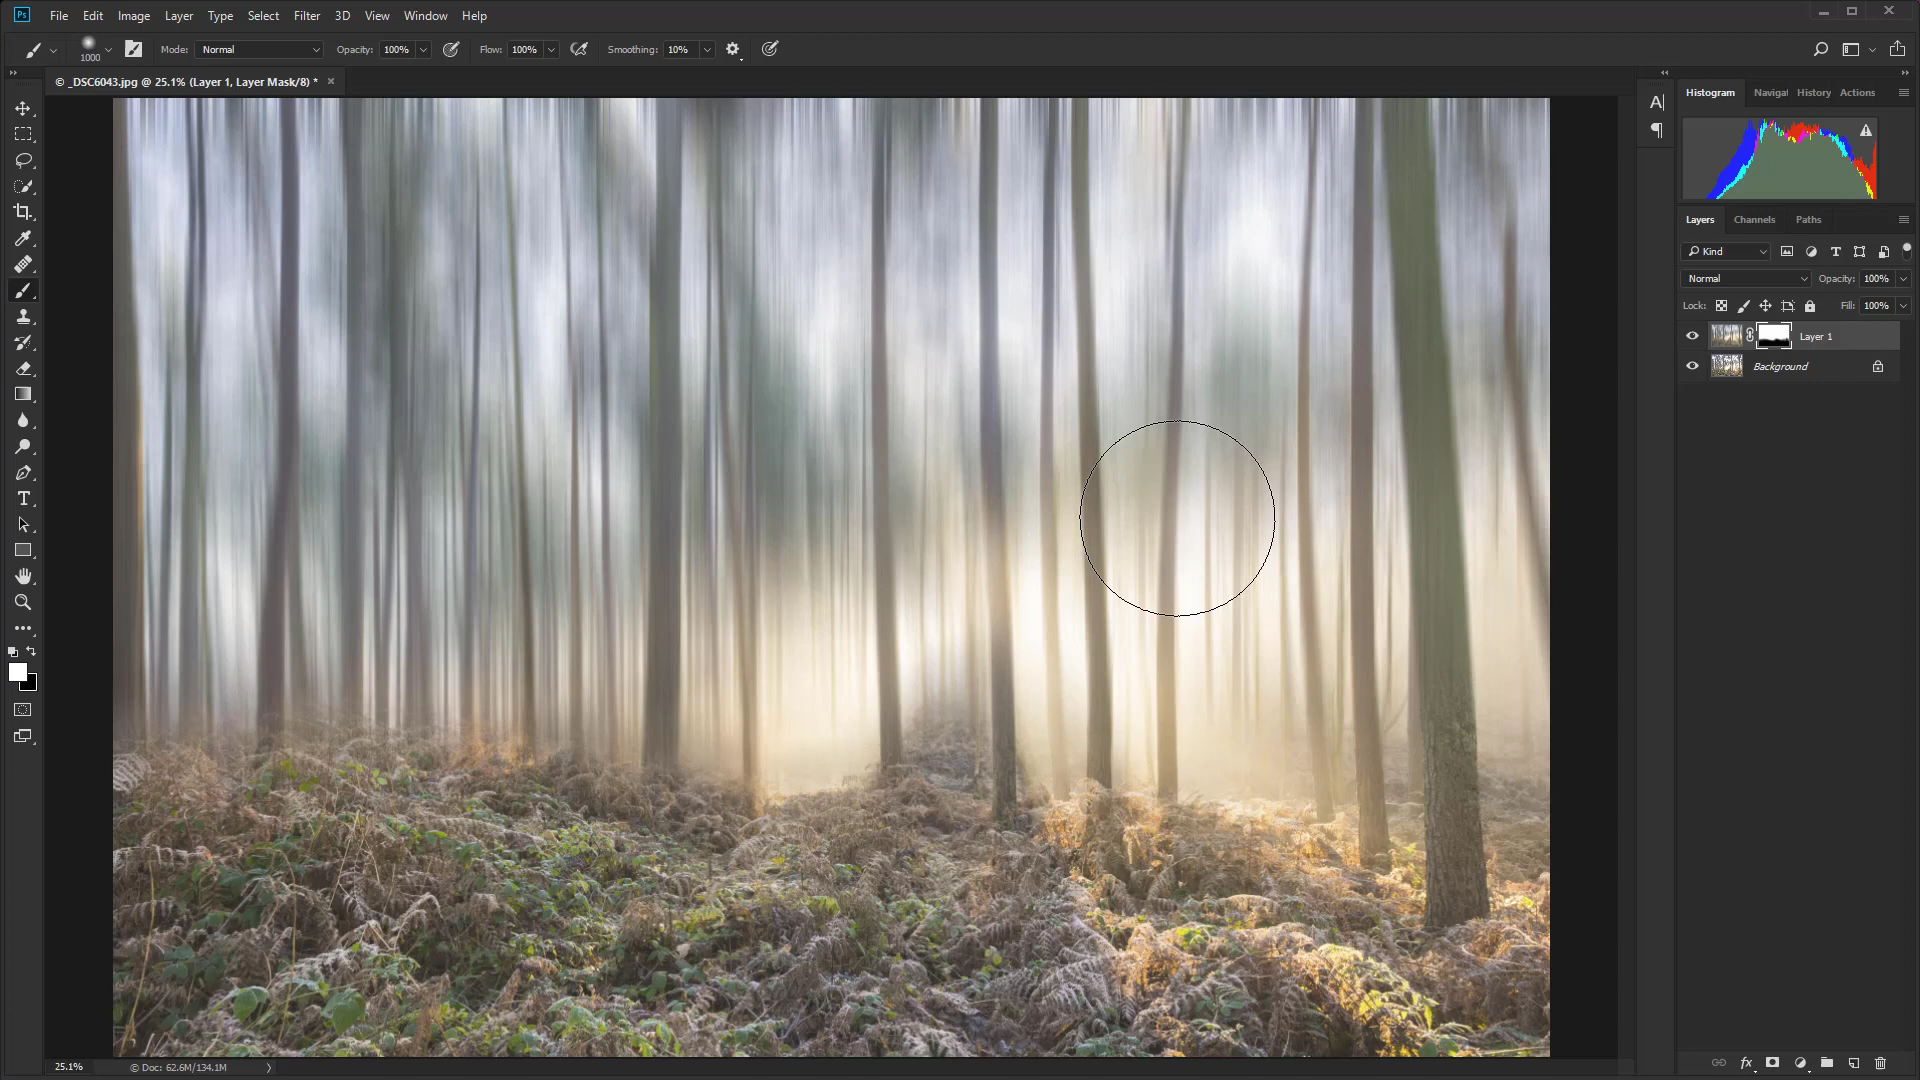 Ps File Edit Image Layer Type Select Filter 3D View Window Help
1000 Mode: Normal Opacity: 100% Flow: 100% Smoothing: 10%
© _DSC6043.jpg @ 25.1% (Layer 1, Layer Mask/8) * ×
Histogram Navigat History Actions
Layers Channels Paths
Kind
Normal Opacity: 100%
Lock: Fill: 100%
Layer 1
Background
T
fx
25.1% © Doc: 62.6M/134.1M